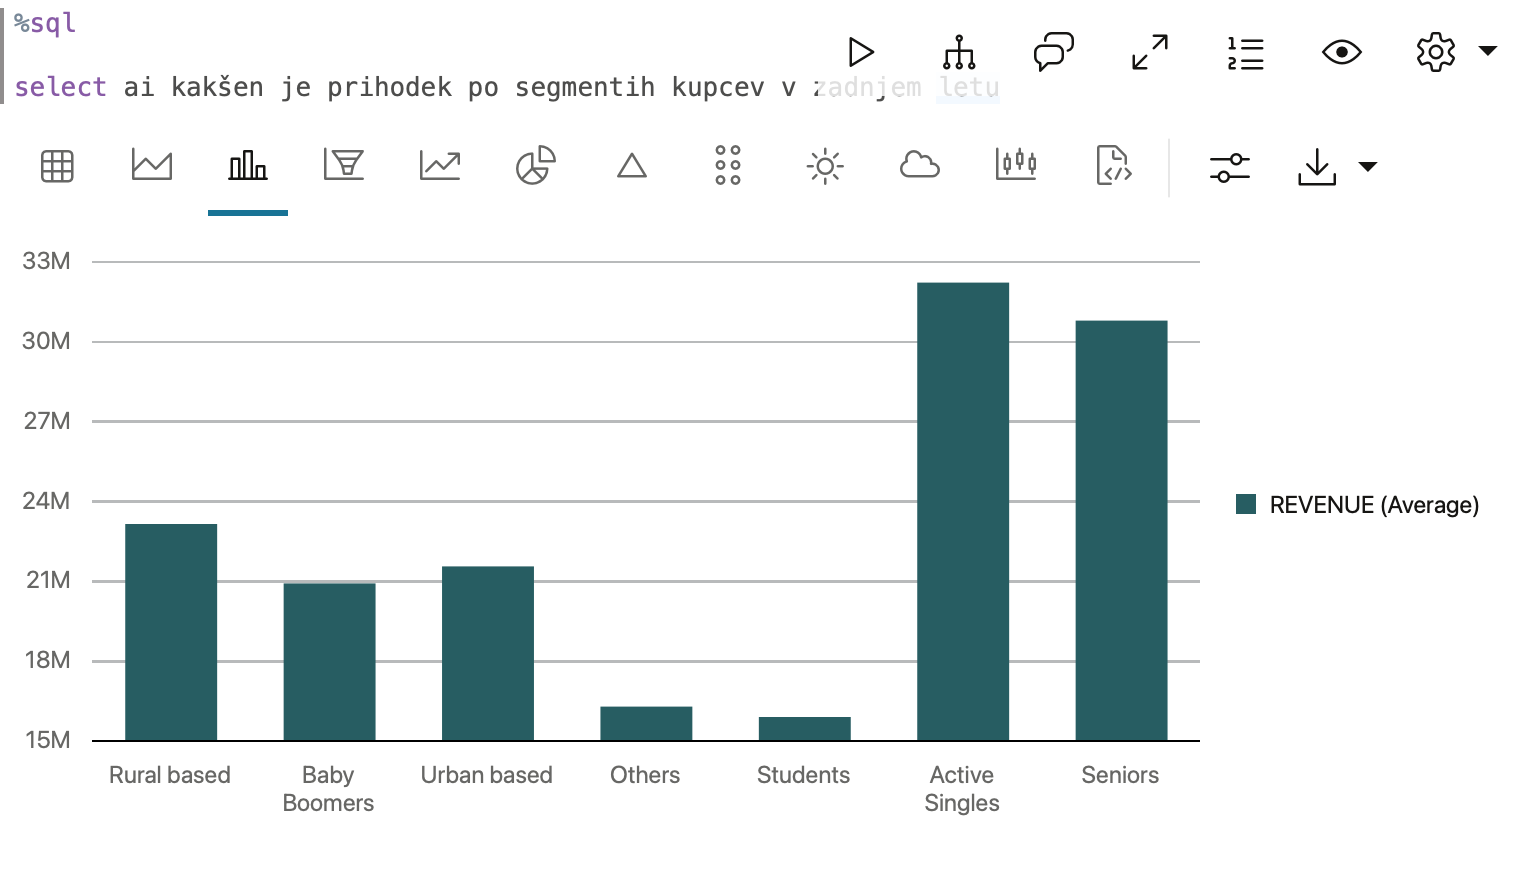 %sql
select ai kakšen je prihodek po segmentih kupcev v zadnjem letu
33M
30M
27M
24M
21M
18M
15M
Rural based
Baby Boomers
Urban based
Others
Students
Active Singles
Seniors
REVENUE (Average)